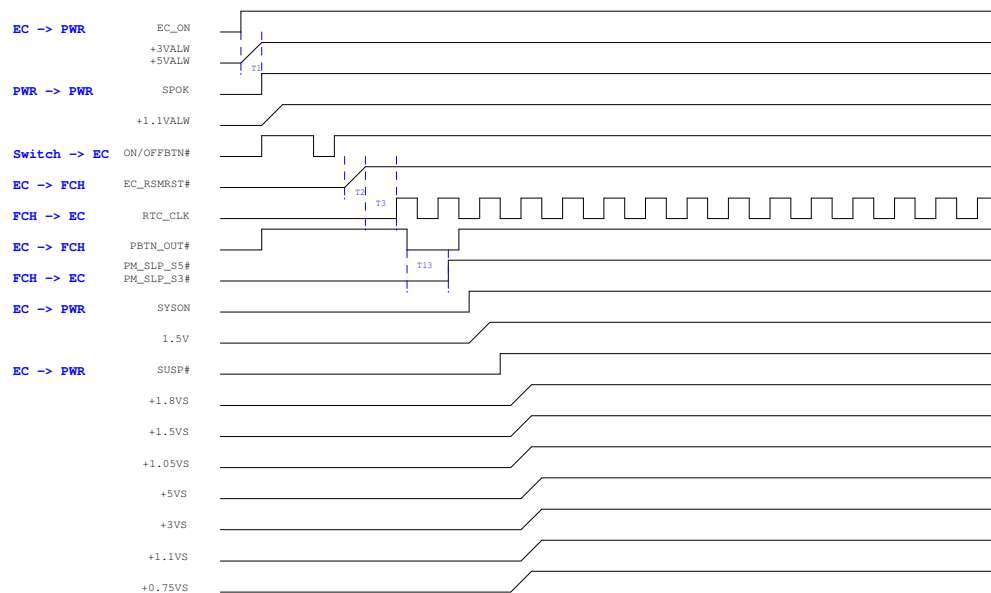 EC -> PWR EC_ON
+3VALW
+5VALW
T1
PWR -> PWR SPOK
+1.1VALW
Switch -> EC ON/OFFBTN#
EC -> FCH EC_RSMRST#
T2
T3
FCH -> EC RTC_CLK
EC -> FCH PBTN_OUT#
PM_SLP_S5#
T13
FCH -> EC PM_SLP_S3#
EC -> PWR SYSON
1.5V
EC -> PWR SUSP#
+1.8VS
+1.5VS
+1.05VS
+5VS
+3VS
+1.1VS
+0.75VS